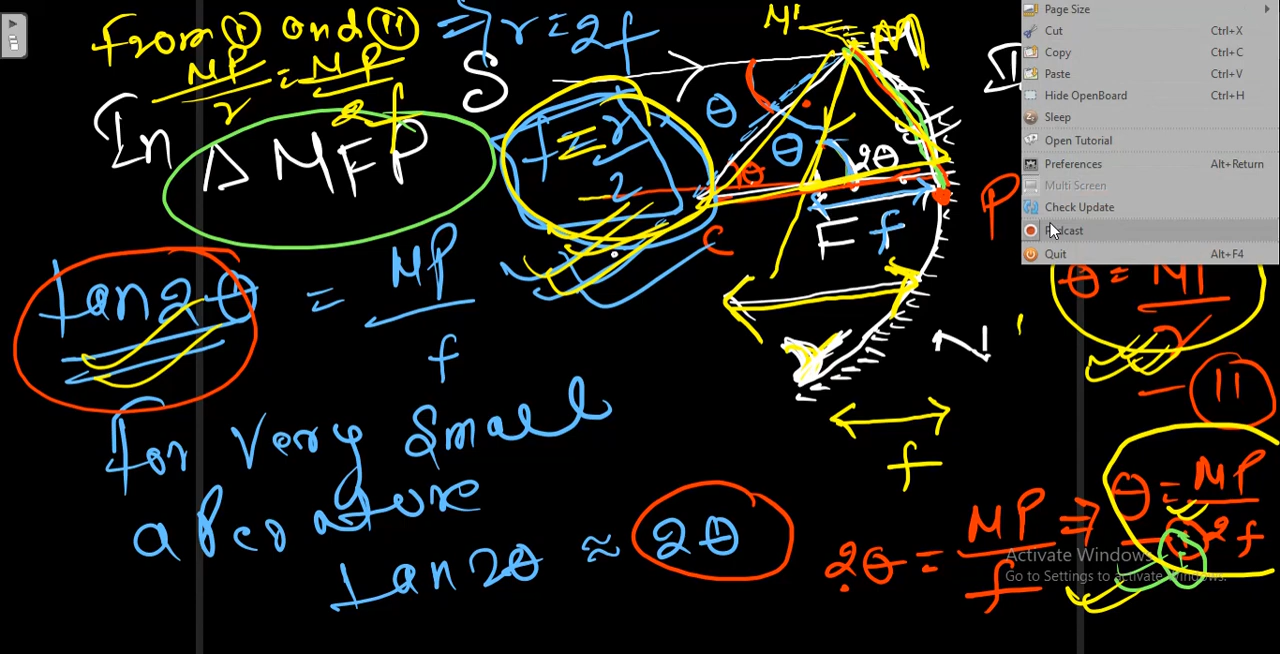 From (i) and (ii) ⇒ r = 2f
MP/r = MP/2f
In Δ MFP
S
f = r/2
M'
M
θ
θ
2θ
θ
F
f
C
P
N'
f
tan2θ = MP/f
for very small
aperature
tan2θ ≈ 2θ
2θ = MP/f ⇒ θ = MP/2f
θ = MP/r
- (ii)
(i)
Page Size
Cut Ctrl+X
Copy Ctrl+C
Paste Ctrl+V
Hide OpenBoard Ctrl+H
Sleep
Open Tutorial
Preferences Alt+Return
Multi Screen
Check Update
Podcast
Quit Alt+F4
Activate Windows
Go to Settings to activate Windows.